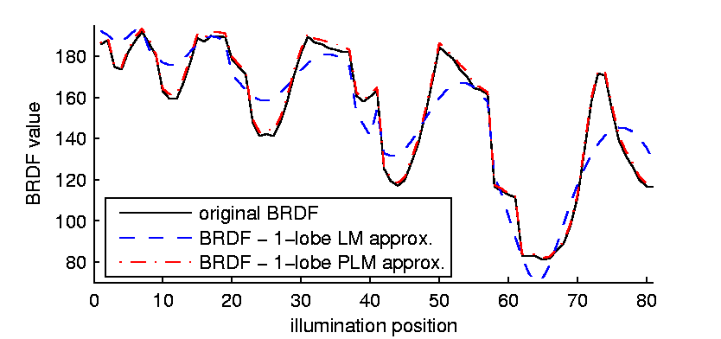 180
160
140
120
100
80
BRDF value
original BRDF
BRDF − 1−lobe LM approx.
BRDF − 1−lobe PLM approx.
0 10 20 30 40 50 60 70 80
illumination position